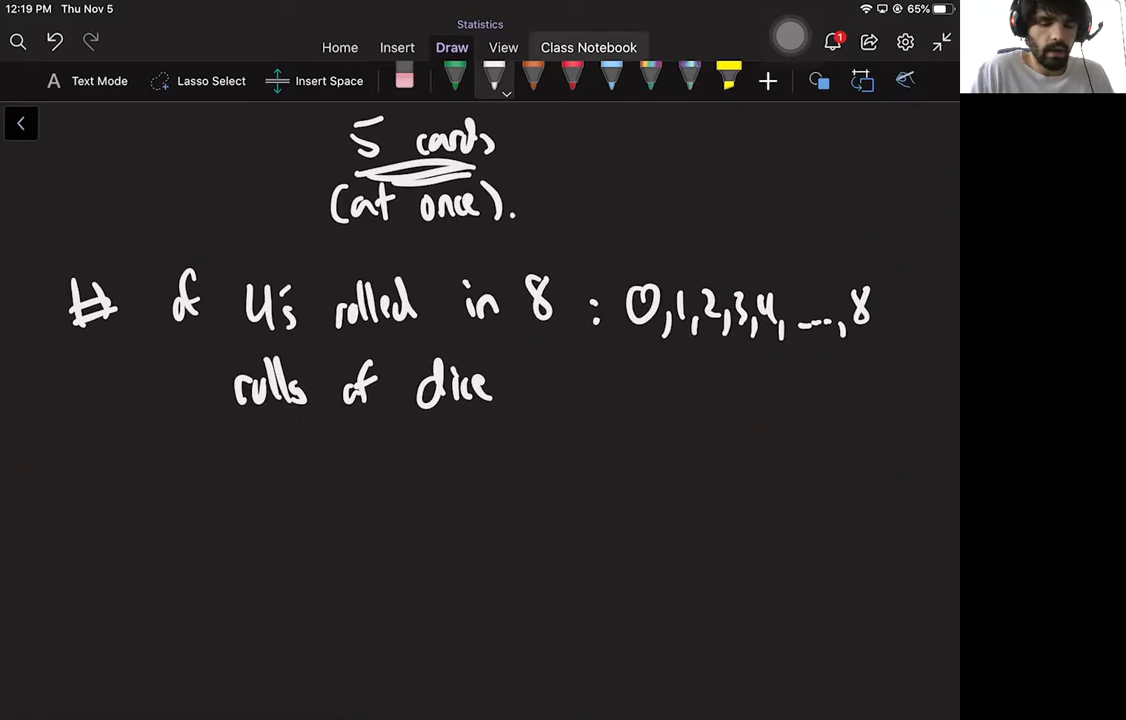 12:19 PM Thu Nov 5
65%
Statistics
Home Insert Draw View Class Notebook
1
Text Mode Lasso Select Insert Space
5 cards
(at once).
# of 4's rolled in 8 : 0,1,2,3,4, ...., 8
rolls of dice